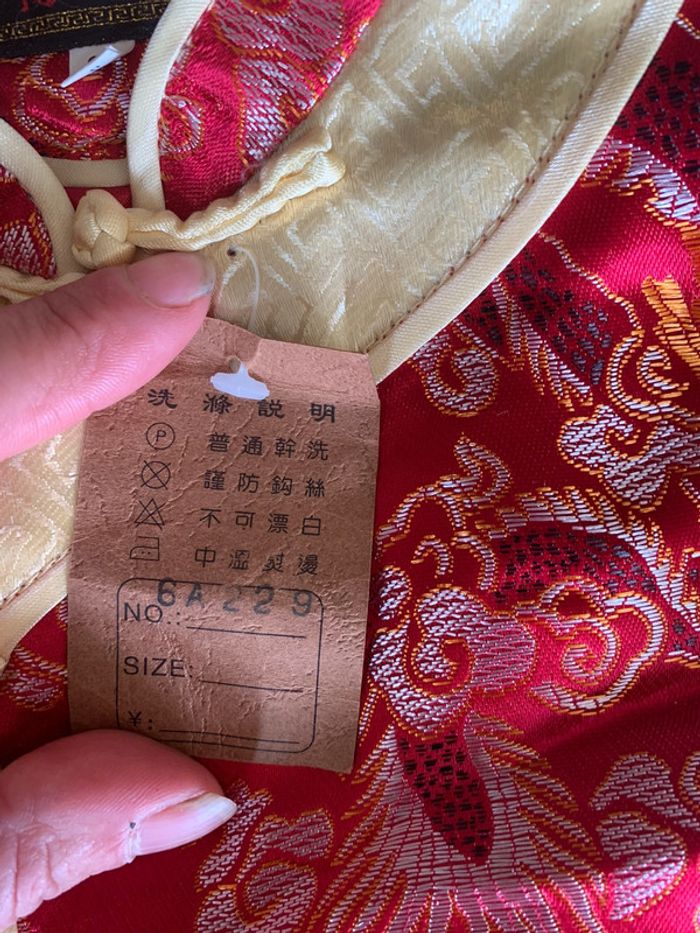 洗滌說明
P 普通幹洗
謹防鈎絲
不可漂白
中溫熨燙
6A229
NO.:
SIZE:
¥: